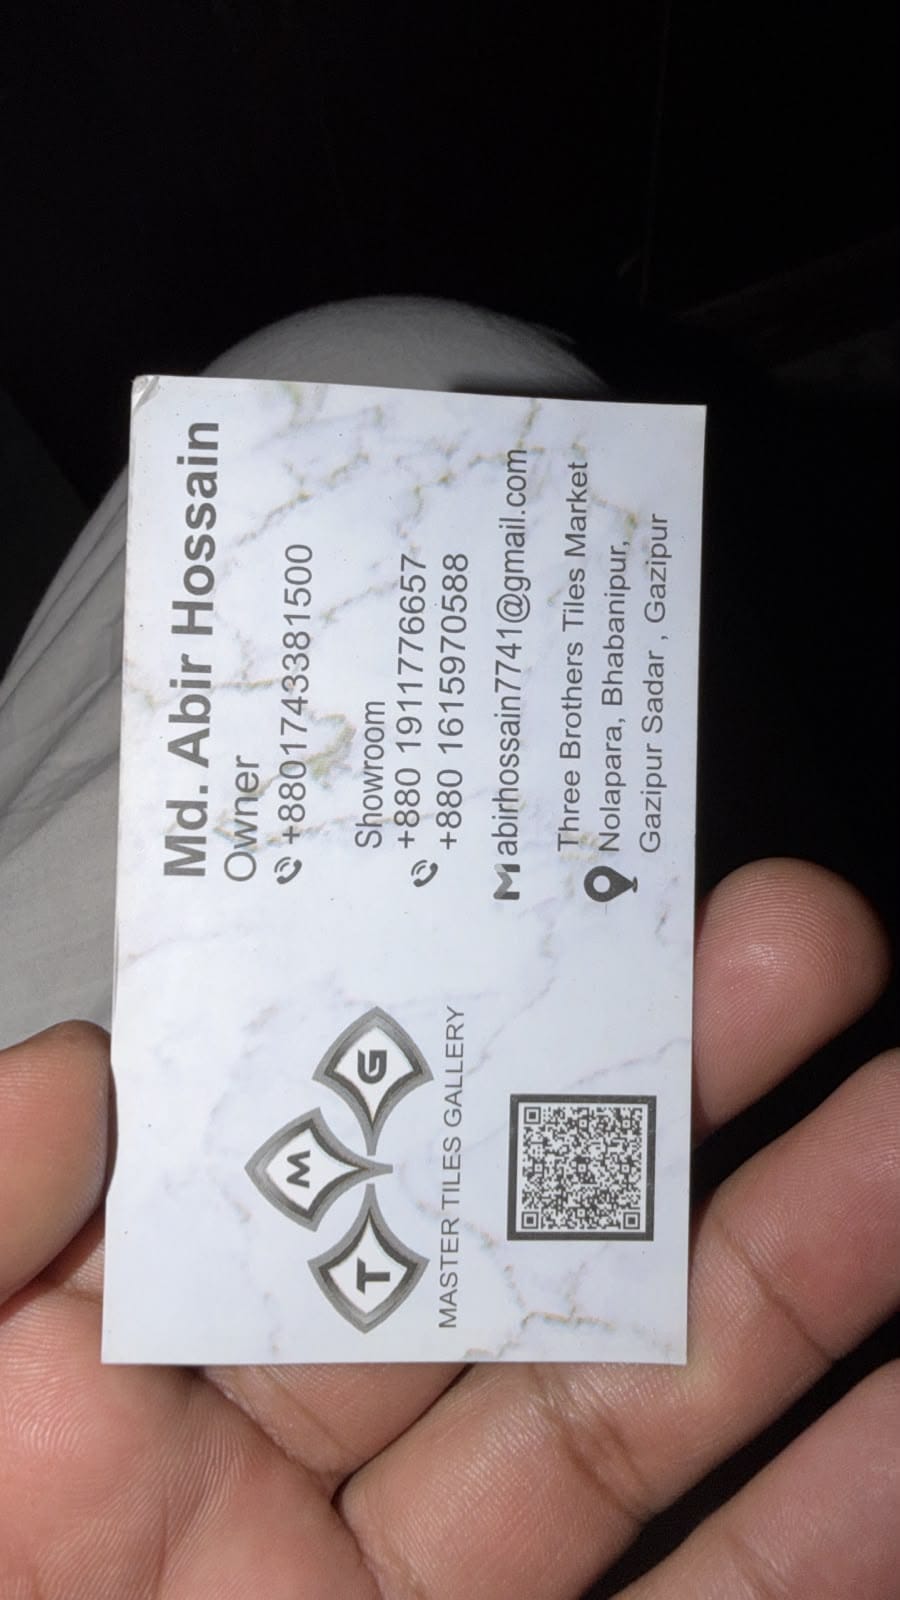 Md. Abir Hossain
Owner
+8801743381500
Showroom
+880 1911776657
+880 1615970588
abirhossain7741@gmail.com
Three Brothers Tiles Market
Nolapara, Bhabanipur,
Gazipur Sadar , Gazipur
T M G
MASTER TILES GALLERY